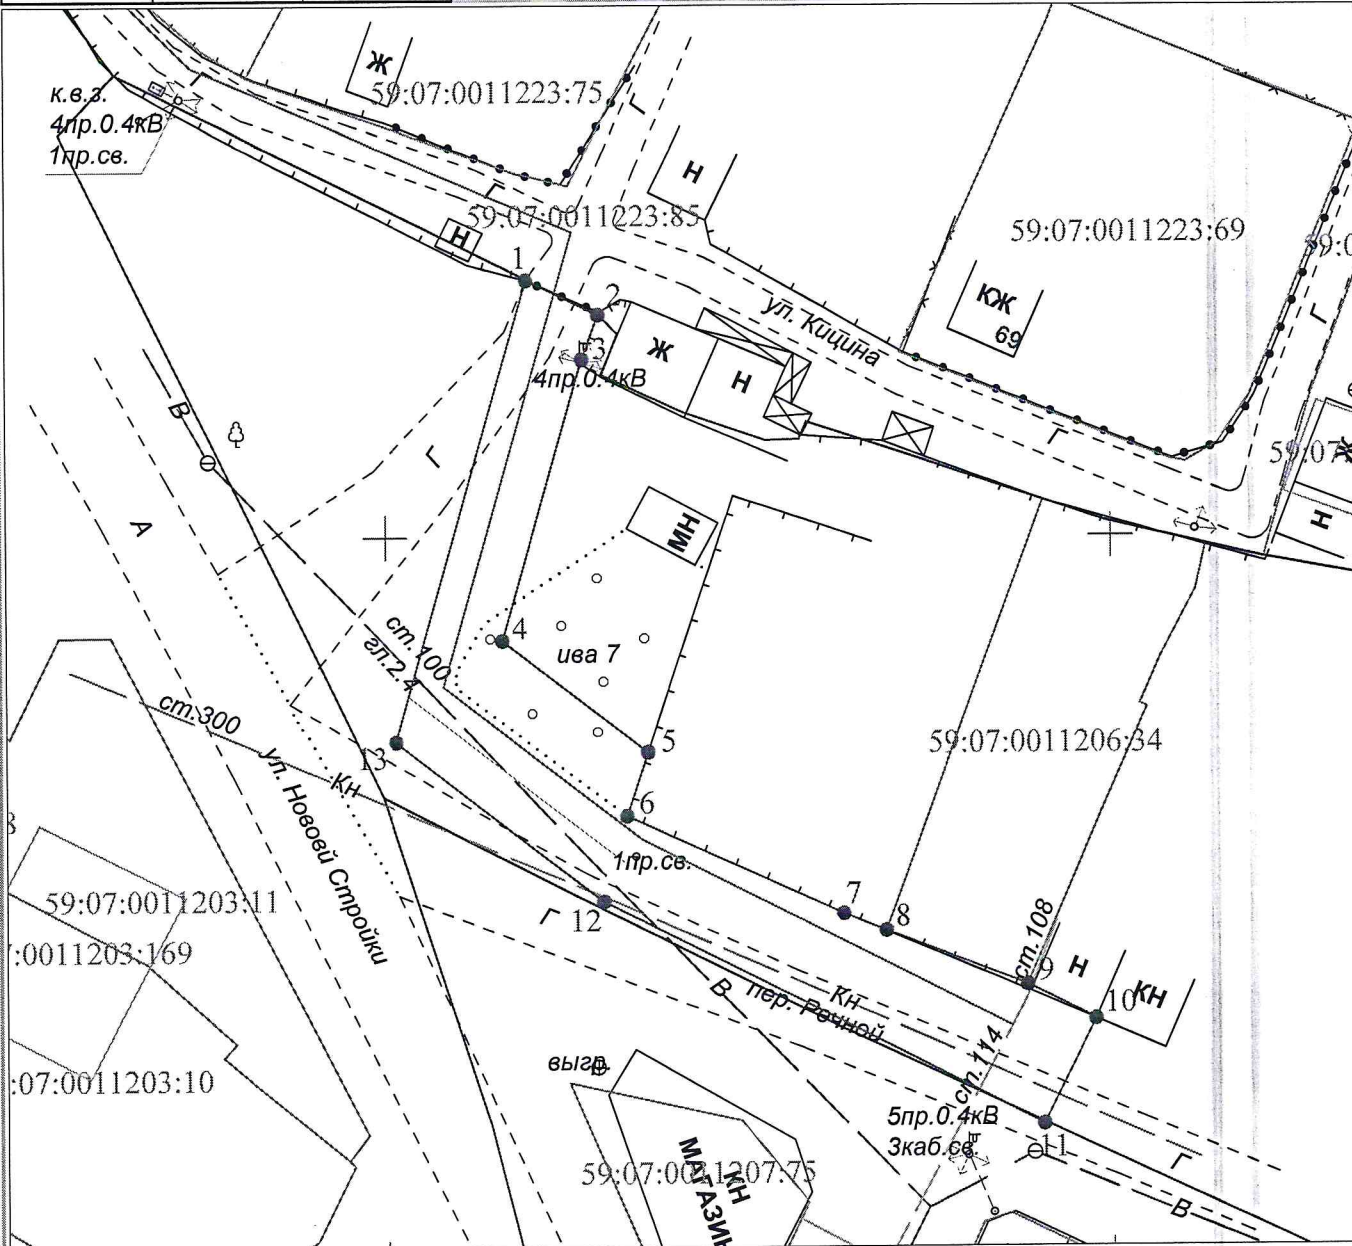 Ж
59:07:0011223:75
к.в.з.
4пр.0.4кВ
1пр.св.
Г
Г
Н
Г
59:07:0011223:85
Н
59:07:0011223:69
1
2
КЖ
69
ул. Кицина
Г
3
4пр.0.4кВ
Ж
Н
В
Г
Г
59:07
Ж
Н
А
МН
ст.100
гл.2.4
4
ива 7
5
59:07:0011206:34
ст.300
13
Кн
6
ул. Нововй Стройки
1пр.св.
59:07:0011203:11
:0011203:169
:07:0011203:10
12
Г
7
8
ст.108
9
Н
КН
10
В
Кн
пер. Речной
ст.114
выгр.
5пр.0.4кВ
3каб.св.
11
Г
В
59:07:0011207:75
КН
МАГАЗИН